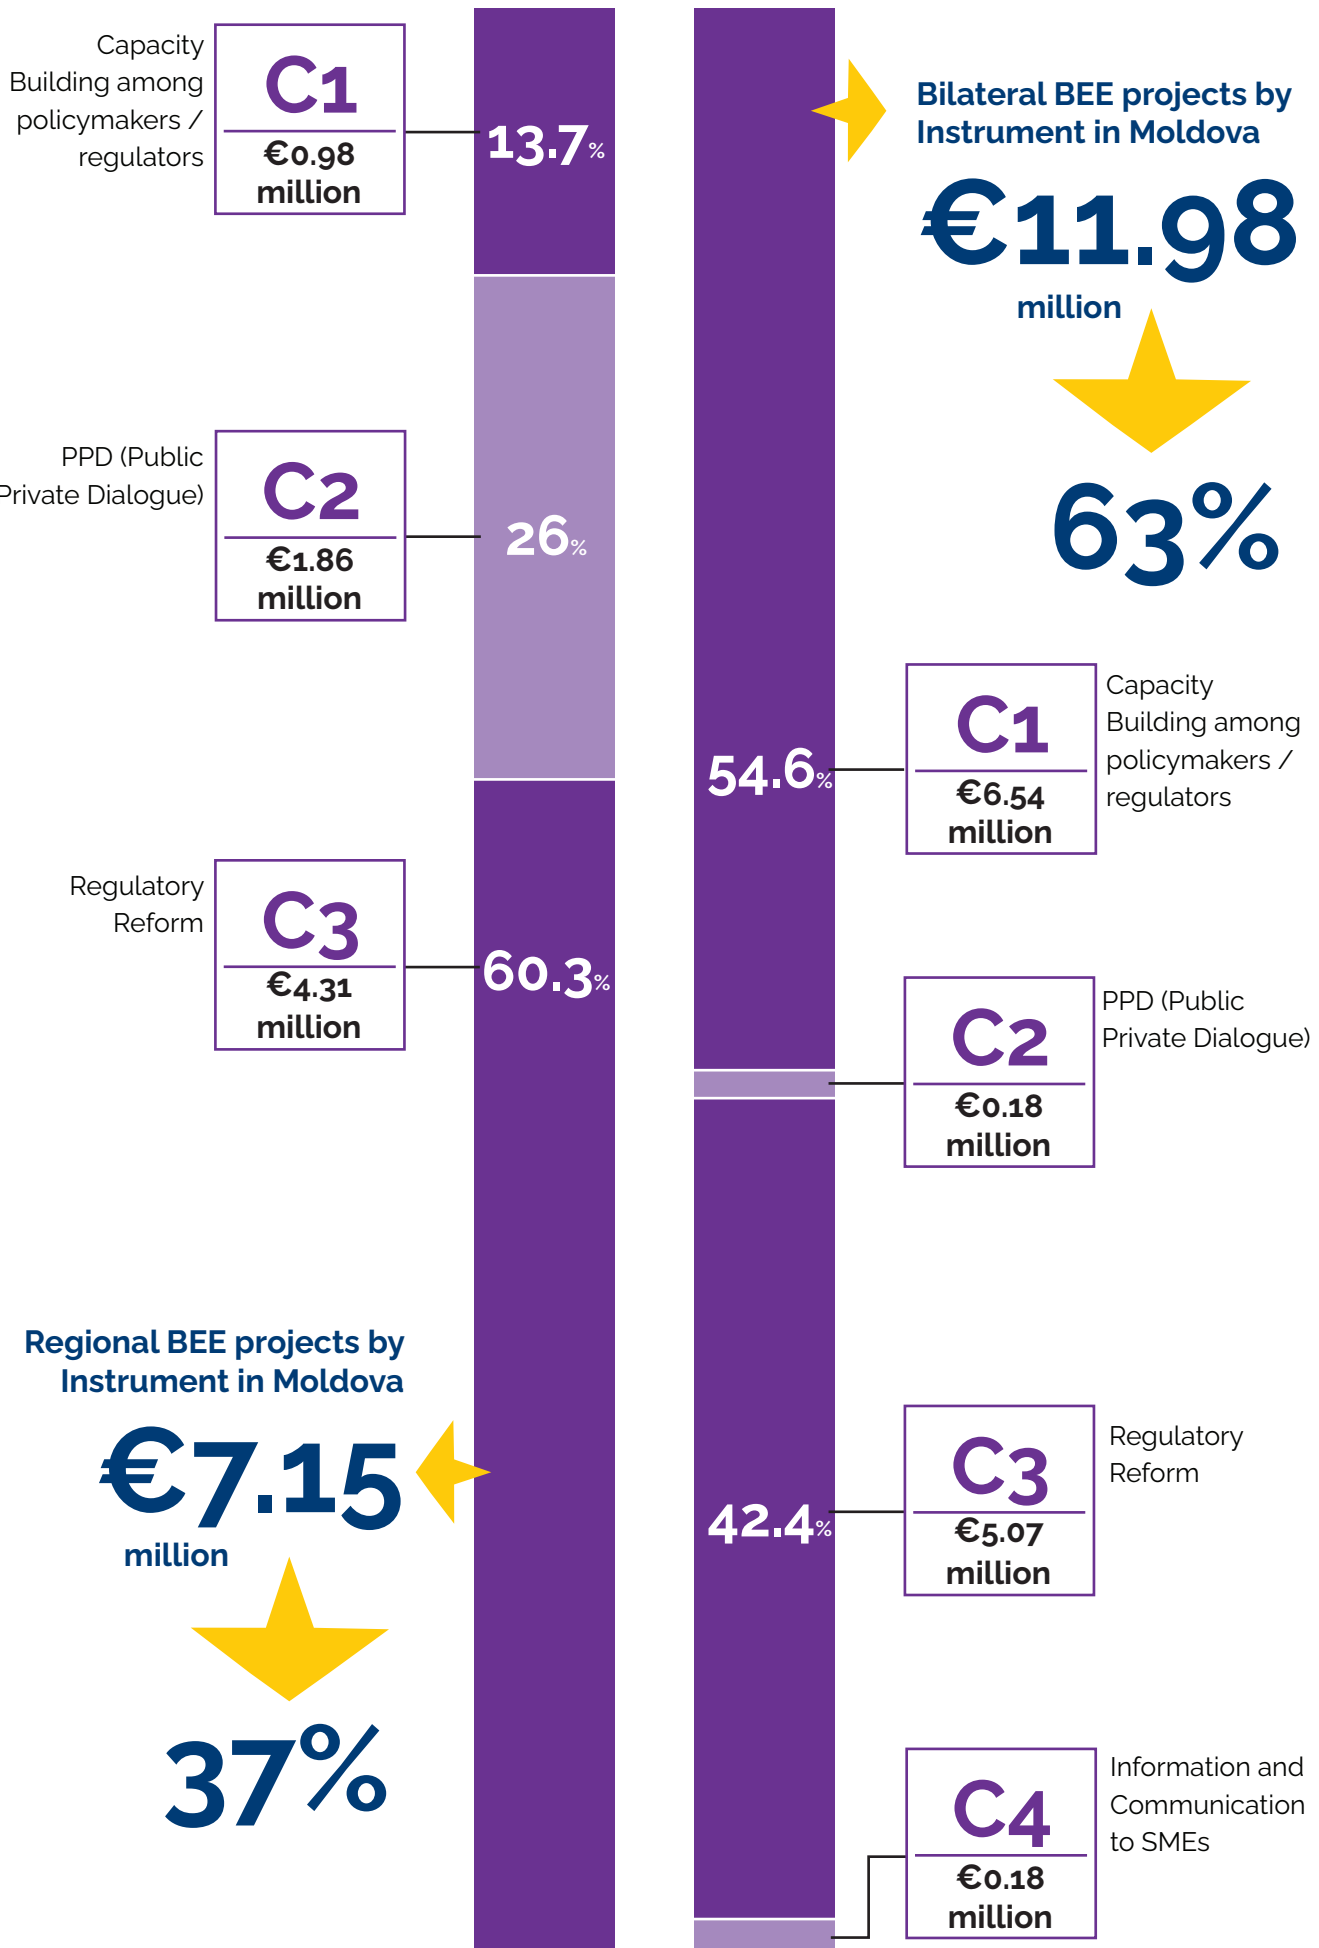 Capacity
Building among
policymakers /
regulators
C1
€0.98
million
13.7%
PPD (Public
Private Dialogue)
C2
€1.86
million
26%
Regulatory
Reform
C3
€4.31
million
60.3%
Regional BEE projects by
Instrument in Moldova
€7.15
million
37%
Bilateral BEE projects by
Instrument in Moldova
€11.98
million
63%
54.6%
C1
€6.54
million
Capacity
Building among
policymakers /
regulators
C2
€0.18
million
PPD (Public
Private Dialogue)
42.4%
C3
€5.07
million
Regulatory
Reform
C4
€0.18
million
Information and
Communication
to SMEs